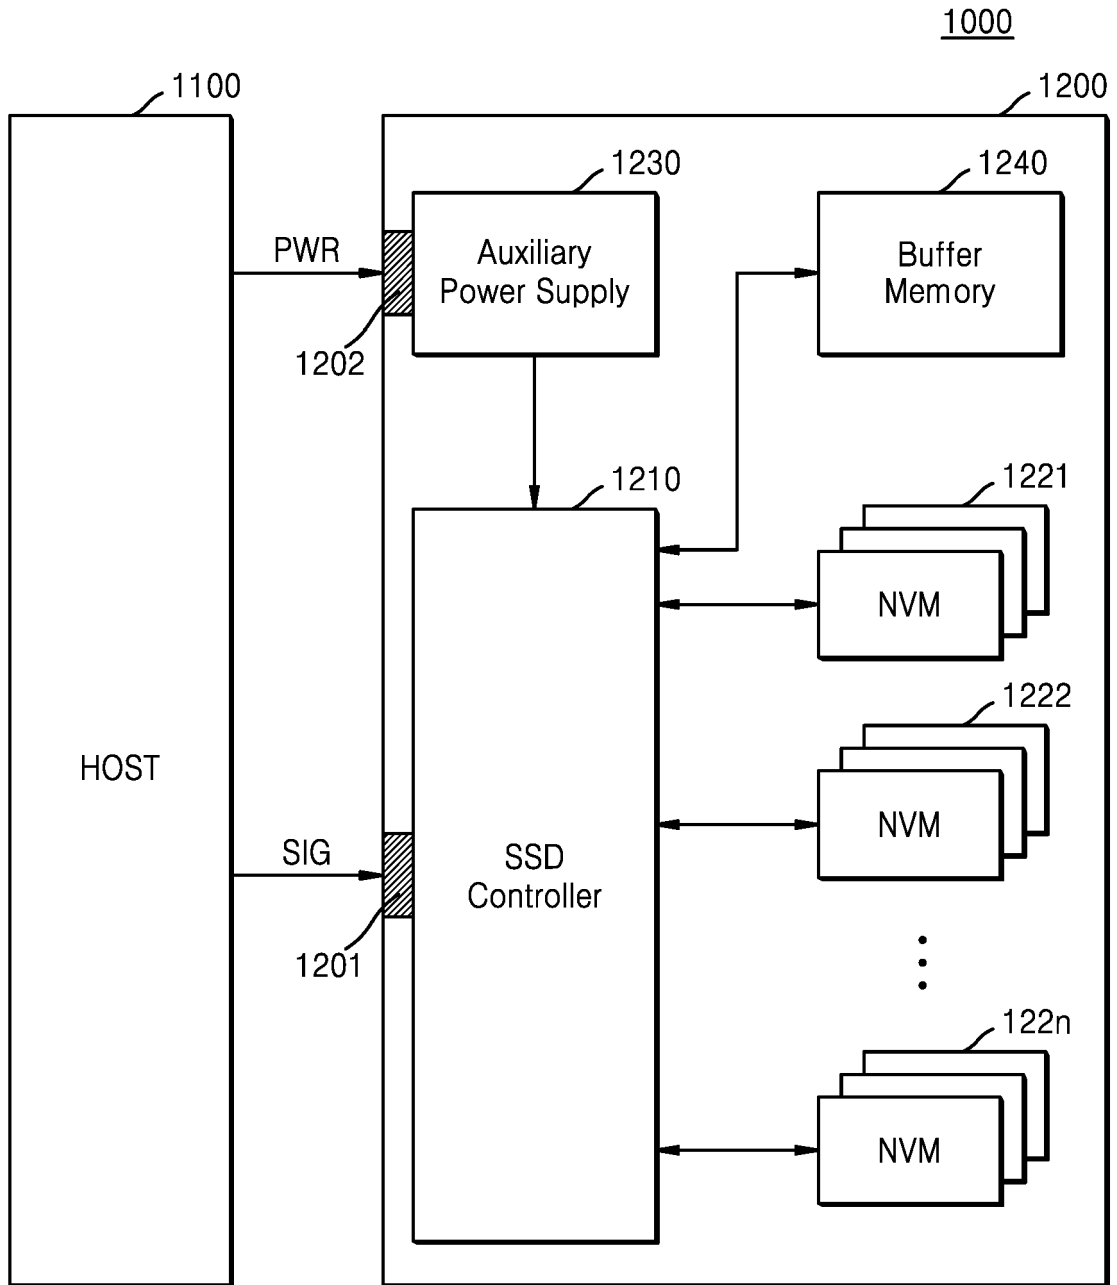 1000
1100
1200
1230
1240
PWR
Auxiliary
Power Supply
Buffer
Memory
1202
1210
1221
NVM
1222
HOST
NVM
SIG
SSD
Controller
1201
122n
NVM